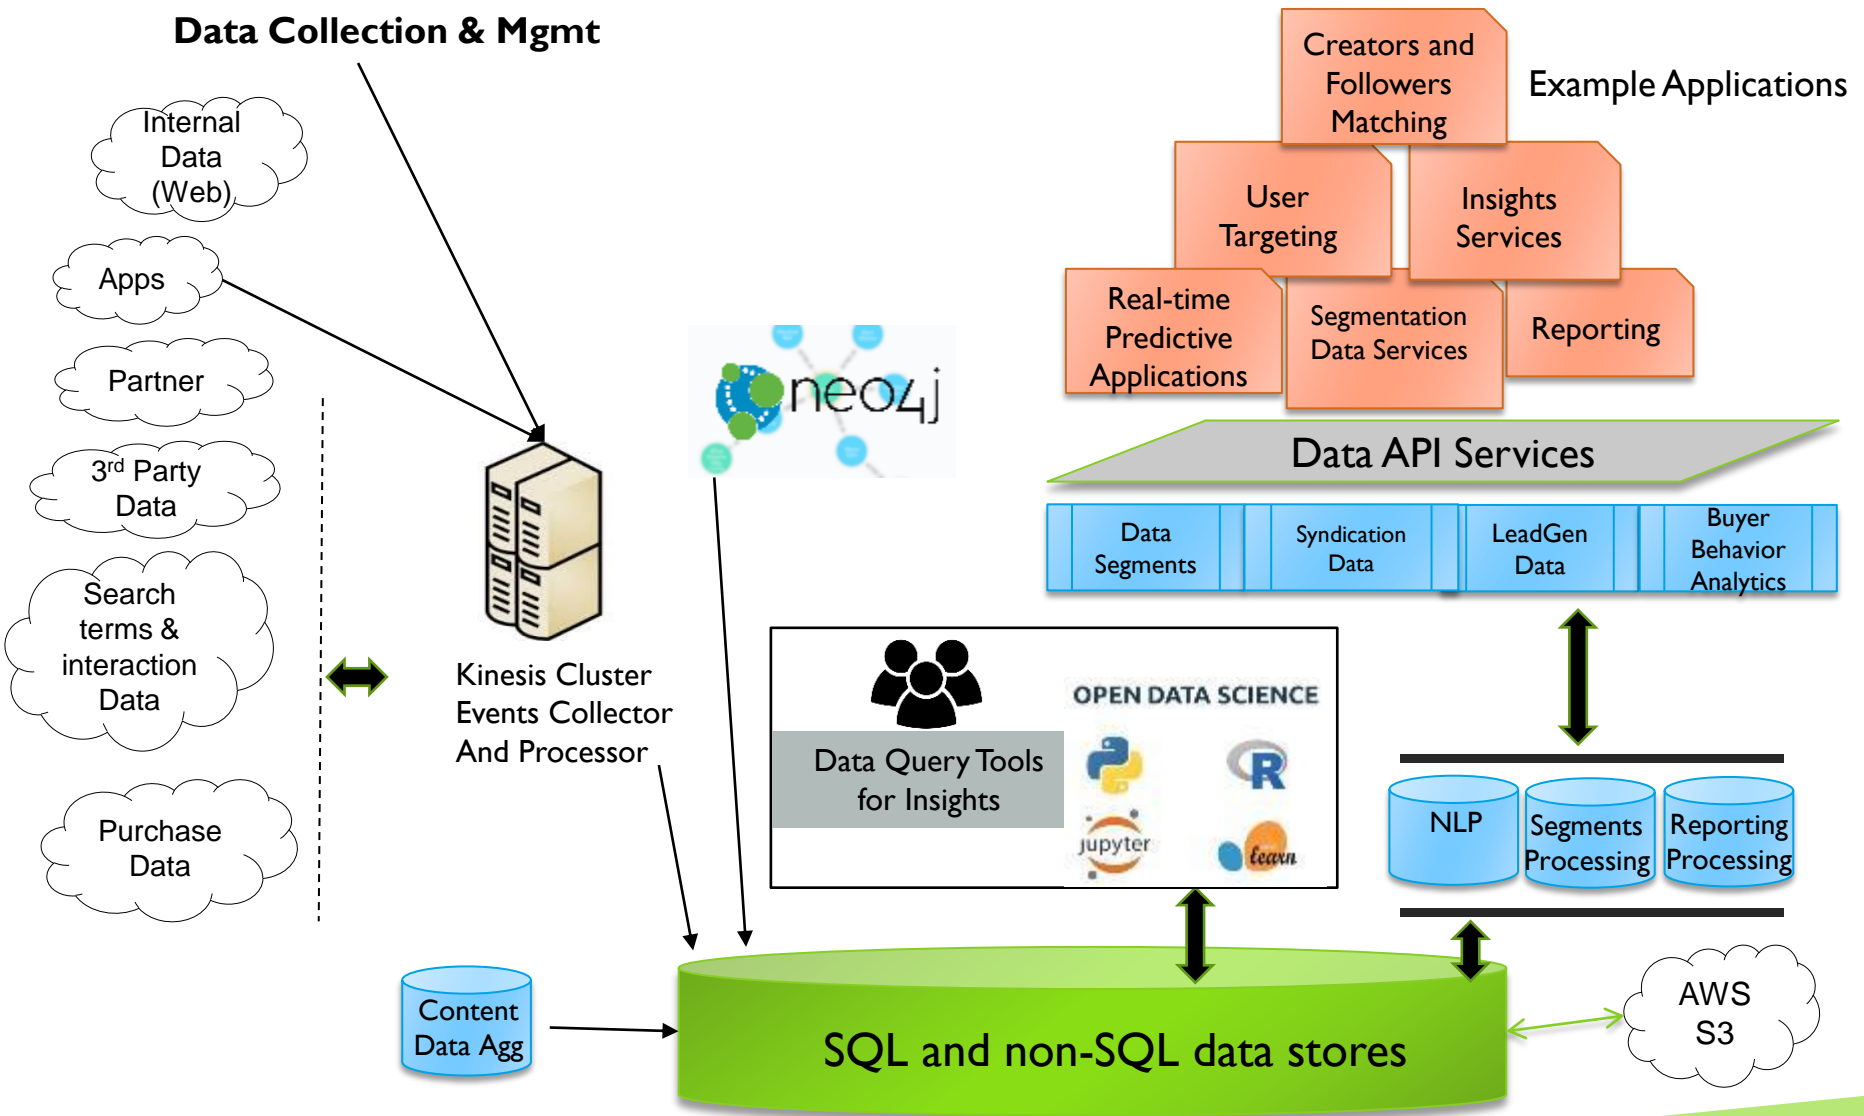 Data Collection & Mgmt
Internal
Data
(Web)
Apps
Partner
3rd Party
Data
Search
terms &
interaction
Data
Purchase
Data
Kinesis Cluster
Events Collector
And Processor
neo4j
Content
Data Agg
SQL and non-SQL data stores
Data Query Tools
for Insights
OPEN DATA SCIENCE
R
jupyter
learn
Creators and
Followers
Matching
Example Applications
User
Targeting
Insights
Services
Real-time
Predictive
Applications
Segmentation
Data Services
Reporting
Data API Services
Data
Segments
Syndication
Data
LeadGen
Data
Buyer
Behavior
Analytics
NLP
Segments
Processing
Reporting
Processing
AWS
S3